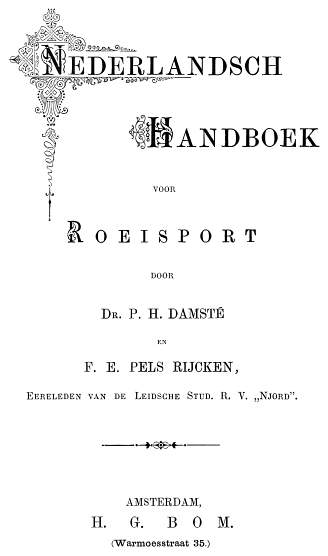 NEDERLANDSCH
HANDBOEK
VOOR
ROEISPORT
DOOR
DR. P. H. DAMSTÉ
EN
F. E. PELS RIJCKEN,
EERELEDEN VAN DE LEIDSCHE STUD. R. V. „NJORD”.
AMSTERDAM,
H. G. BOM.
(Warmoesstraat 35.)